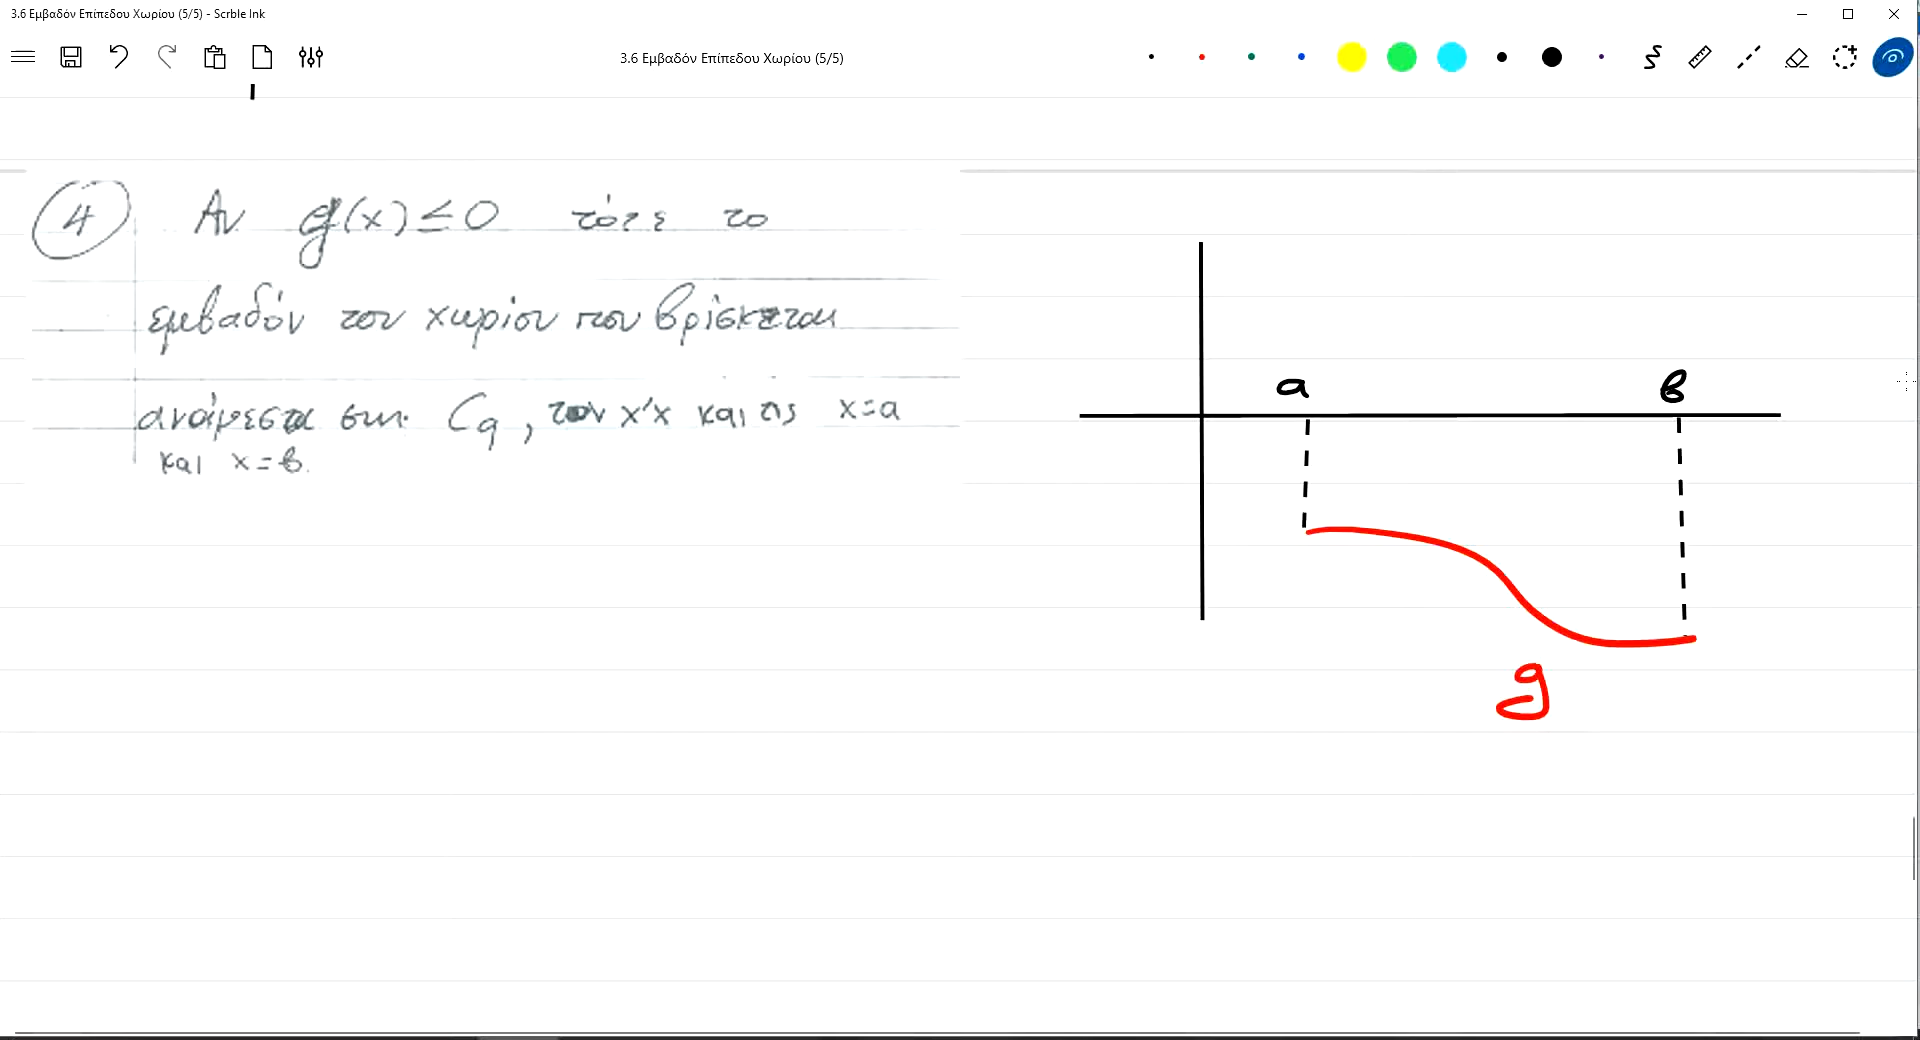 3.6 Εμβαδόν Επίπεδου Χωρίου (5/5) - Scrble Ink
3.6 Εμβαδόν Επίπεδου Χωρίου (5/5)
4 Αν g(x) ≤ 0 τότε το
εμβαδόν του χωρίου που βρίσκεται
ανάμεσα στην Cg, τον x'x και τις x=α
και x=β.
α β
g